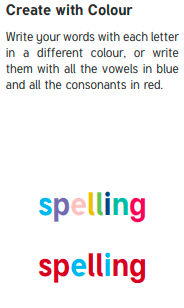 Create with Colour
Write your words with each letter
in a different colour, or write
them with all the vowels in blue
and all the consonants in red.
spelling
spelling